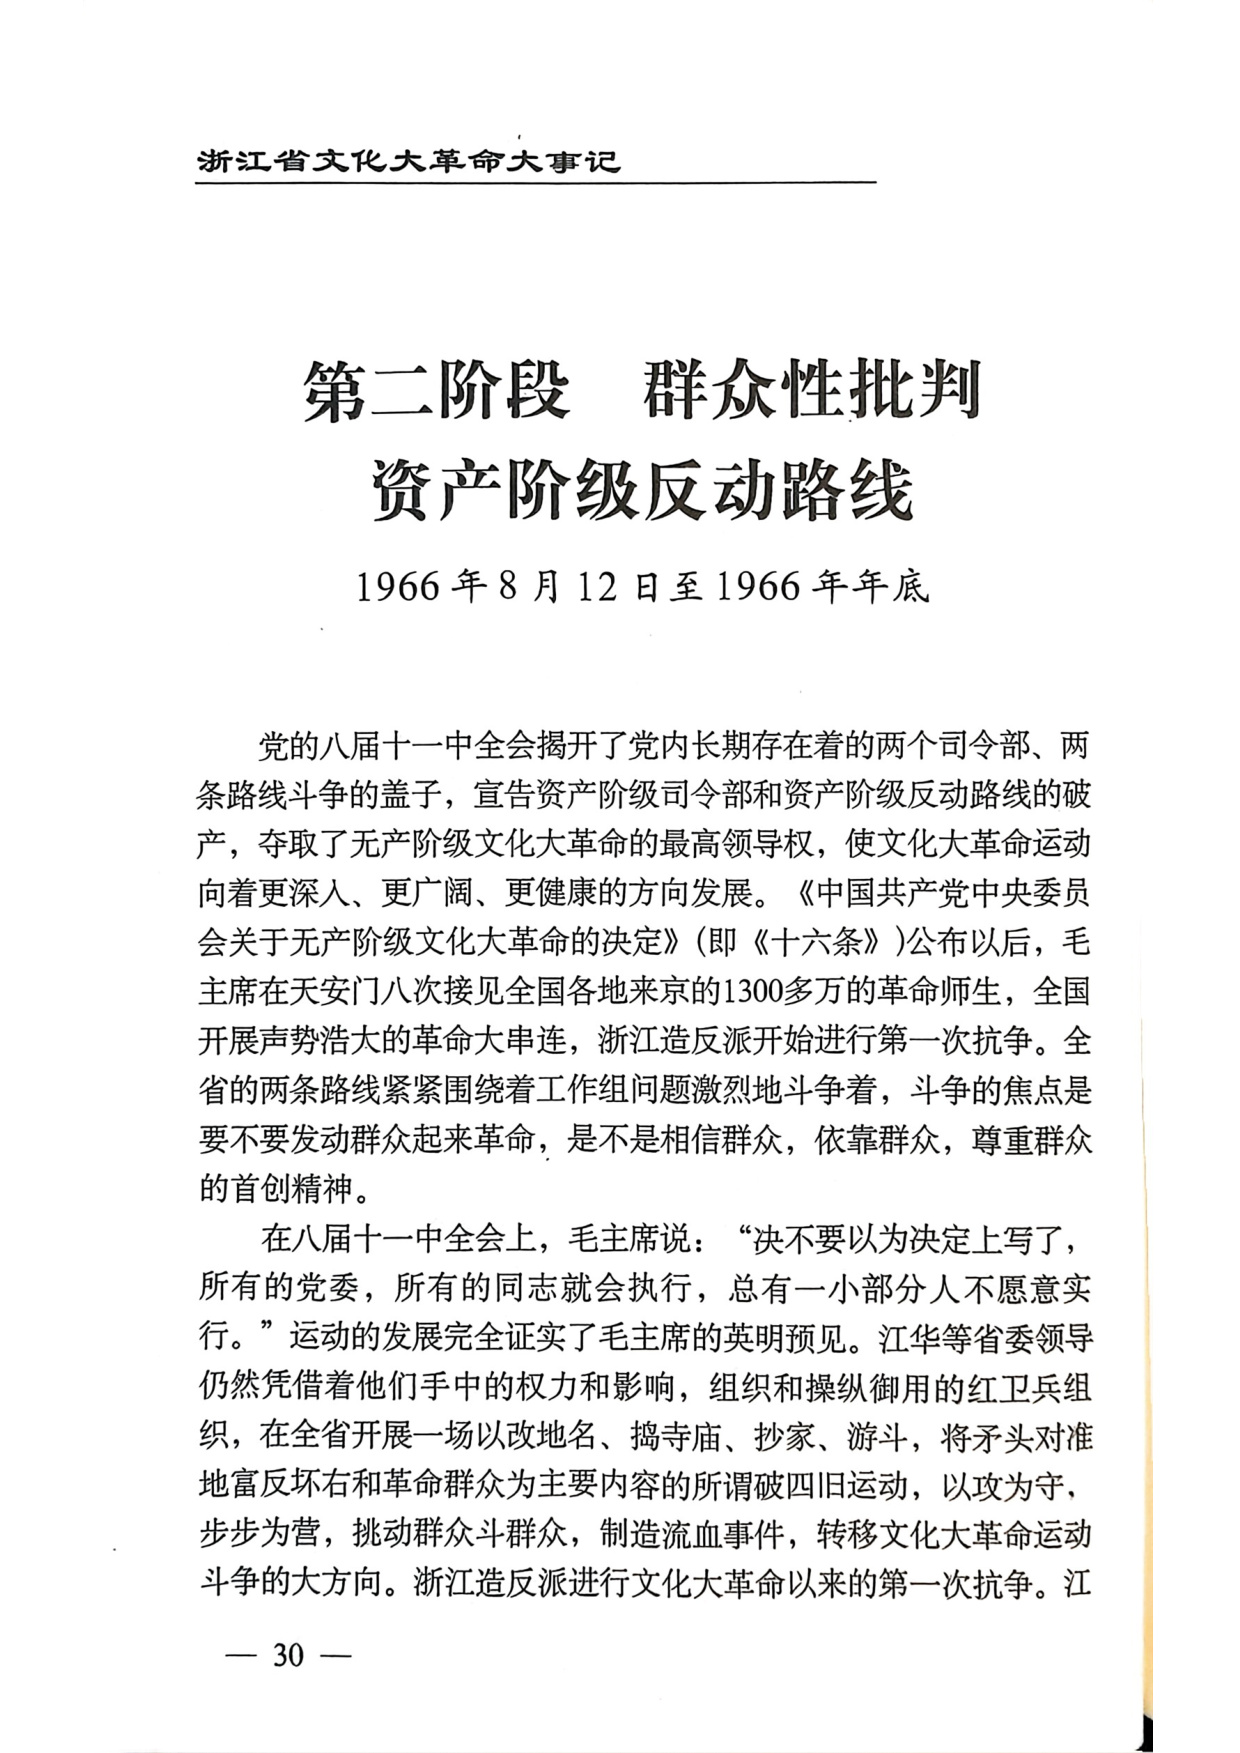 浙江省文化大革命大事记
第二阶段 群众性批判
资产阶级反动路线
1966年8月12日至1966年年底
党的八届十一中全会揭开了党内长期存在着的两个司令部、两
条路线斗争的盖子，宣告资产阶级司令部和资产阶级反动路线的破
产，夺取了无产阶级文化大革命的最高领导权，使文化大革命运动
向着更深入、更广阔、更健康的方向发展。《中国共产党中央委员
会关于无产阶级文化大革命的决定》(即《十六条》)公布以后，毛
主席在天安门八次接见全国各地来京的1300多万的革命师生，全国
开展声势浩大的革命大串连，浙江造反派开始进行第一次抗争。全
省的两条路线紧紧围绕着工作组问题激烈地斗争着，斗争的焦点是
要不要发动群众起来革命，是不是相信群众，依靠群众，尊重群众
的首创精神。
在八届十一中全会上，毛主席说：“决不要以为决定上写了，
所有的党委，所有的同志就会执行，总有一小部分人不愿意实
行。”运动的发展完全证实了毛主席的英明预见。江华等省委领导
仍然凭借着他们手中的权力和影响，组织和操纵御用的红卫兵组
织，在全省开展一场以改地名、捣寺庙、抄家、游斗，将矛头对准
地富反坏右和革命群众为主要内容的所谓破四旧运动，以攻为守，
步步为营，挑动群众斗群众，制造流血事件，转移文化大革命运动
斗争的大方向。浙江造反派进行文化大革命以来的第一次抗争。江
— 30 —